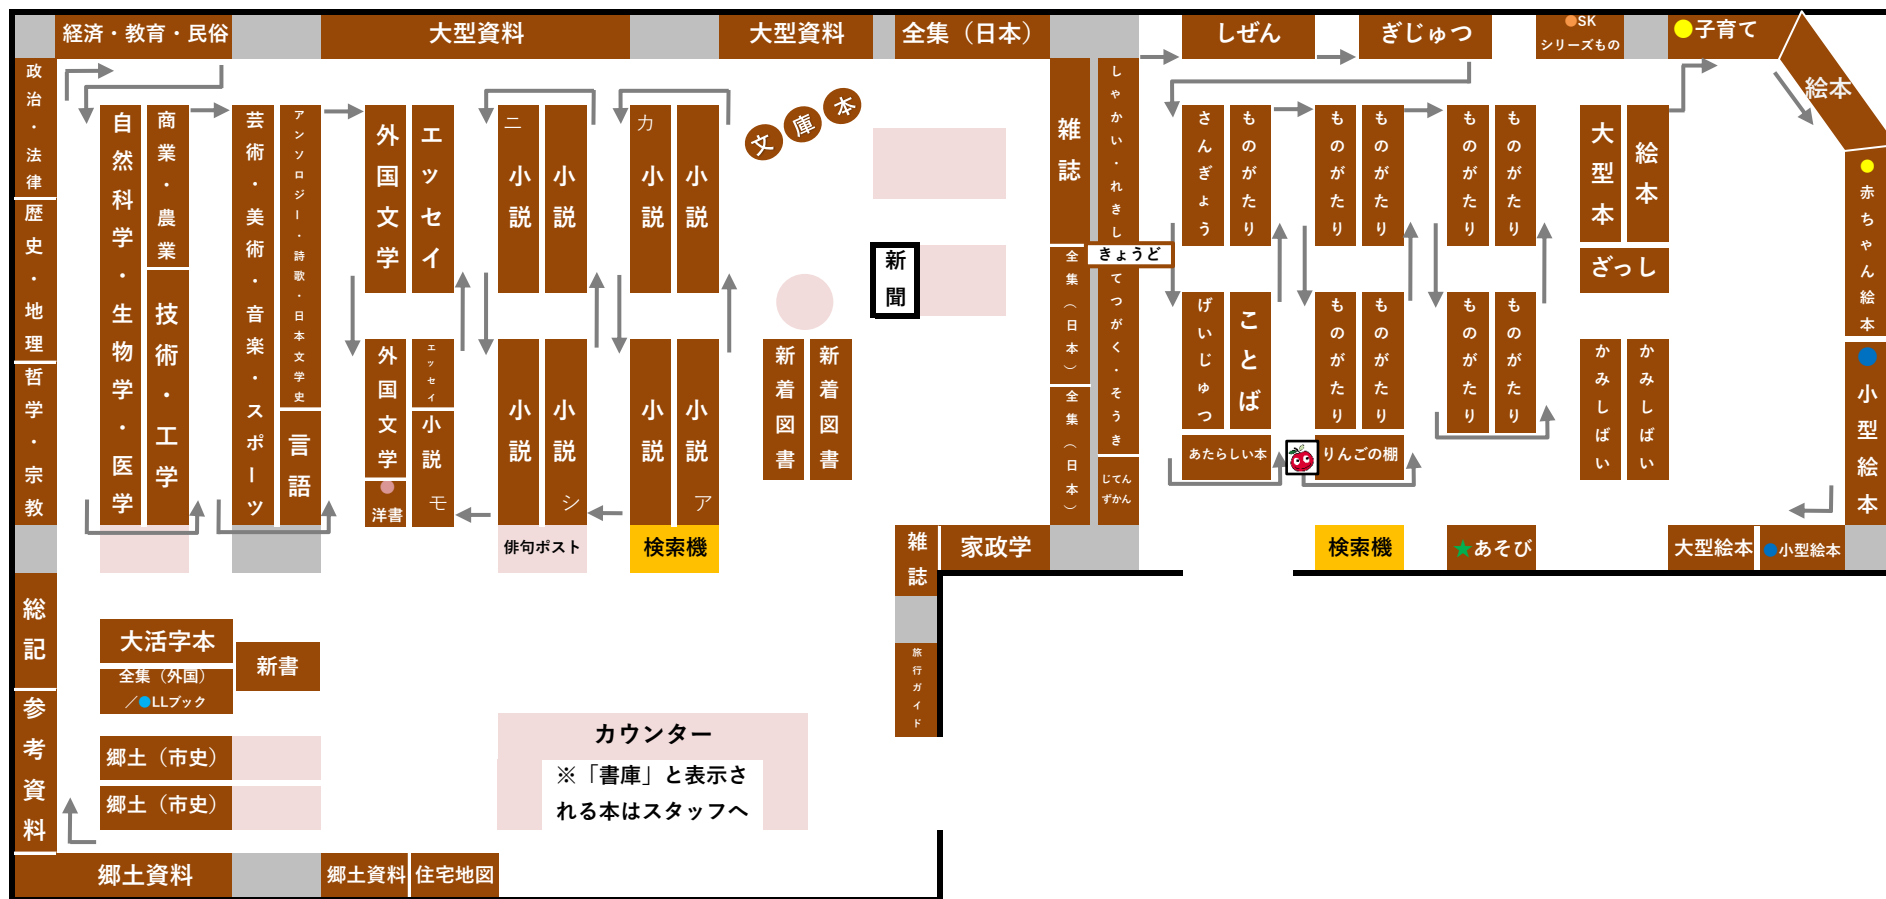 経済・教育・民俗
大型資料
大型資料
全集（日本）
しぜん
ぎじゅつ
SK
シリーズもの
子育て
絵本
政治・法律
歴史・地理
哲学・宗教
総記
参考資料
自然科学・生物学・医学
商業・農業
技術・工学
芸術・美術・音楽・スポーツ
アンソロジー・詩歌・日本文学史
言語
外国文学
エッセイ
外国文学
エッセイ
小説
モ
洋書
ニ
小説
小説
小説
小説
シ
カ
小説
小説
小説
小説
ア
文庫本
新聞
新着図書
新着図書
俳句ポスト
検索機
雑誌
全集（日本）
全集（日本）
しゃかい・れきし
きょうど
てつがく・そうき
じてん
ずかん
さんぎょう
ものがたり
ものがたり
ものがたり
ものがたり
ものがたり
げいじゅつ
ことば
ものがたり
ものがたり
ものがたり
ものがたり
あたらしい本
りんごの棚
大型本
絵本
ざっし
かみしばい
かみしばい
赤ちゃん絵本
小型絵本
雑誌
家政学
検索機
★あそび
大型絵本
小型絵本
旅行ガイド
大活字本
全集（外国）
／●LLブック
新書
郷土（市史）
郷土（市史）
カウンター
※「書庫」と表示さ
れる本はスタッフへ
郷土資料
郷土資料
住宅地図